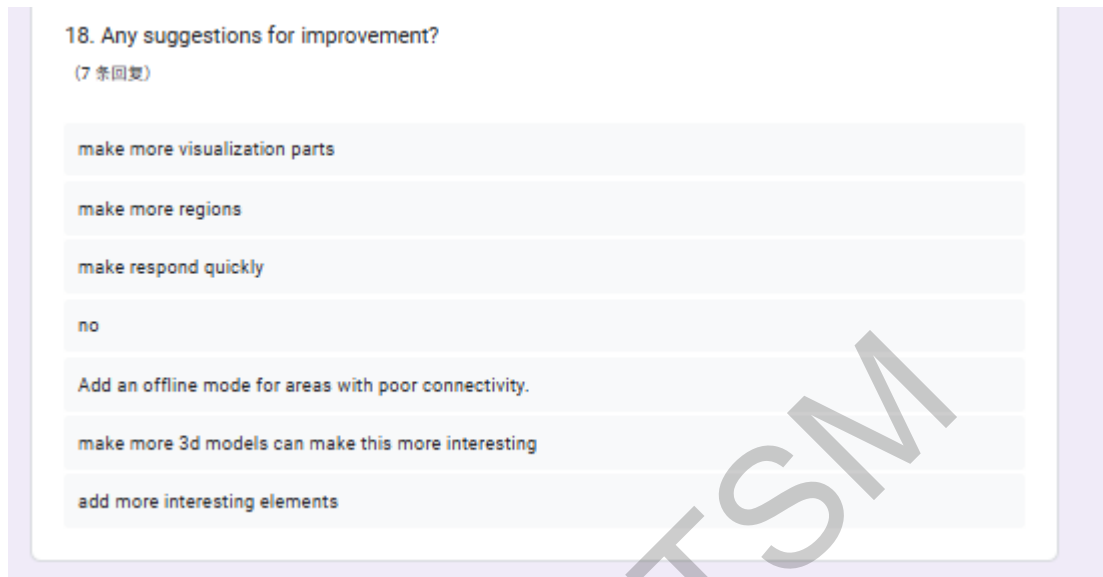 18. Any suggestions for improvement?
(7 条回复)
make more visualization parts
make more regions
make respond quickly
no
Add an offline mode for areas with poor connectivity.
make more 3d models can make this more interesting
add more interesting elements
TSM